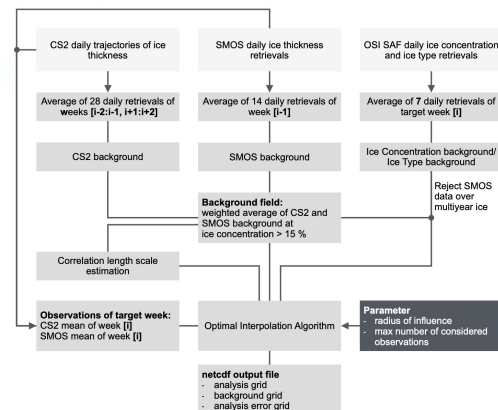 CS2 daily trajectories of ice
thickness
SMOS daily ice thickness
retrievals
OSI SAF daily ice concentration
and ice type retrievals
Average of 28 daily retrievals of
weeks [i-2:i-1, i+1:i+2]
Average of 14 daily retrievals of
week [i-1]
Average of 7 daily retrievals of
target week [i]
CS2 background
SMOS background
Ice Concentration background/
Ice Type background
Reject SMOS
data over
multiyear ice
Background field:
weighted average of CS2 and
SMOS background at
ice concentration > 15 %
Correlation length scale
estimation
Observations of target week:
CS2 mean of week [i]
SMOS mean of week [i]
Optimal Interpolation Algorithm
Parameter
- radius of influence
- max number of considered
observations
netcdf output file
- analysis grid
- background grid
- analysis error grid